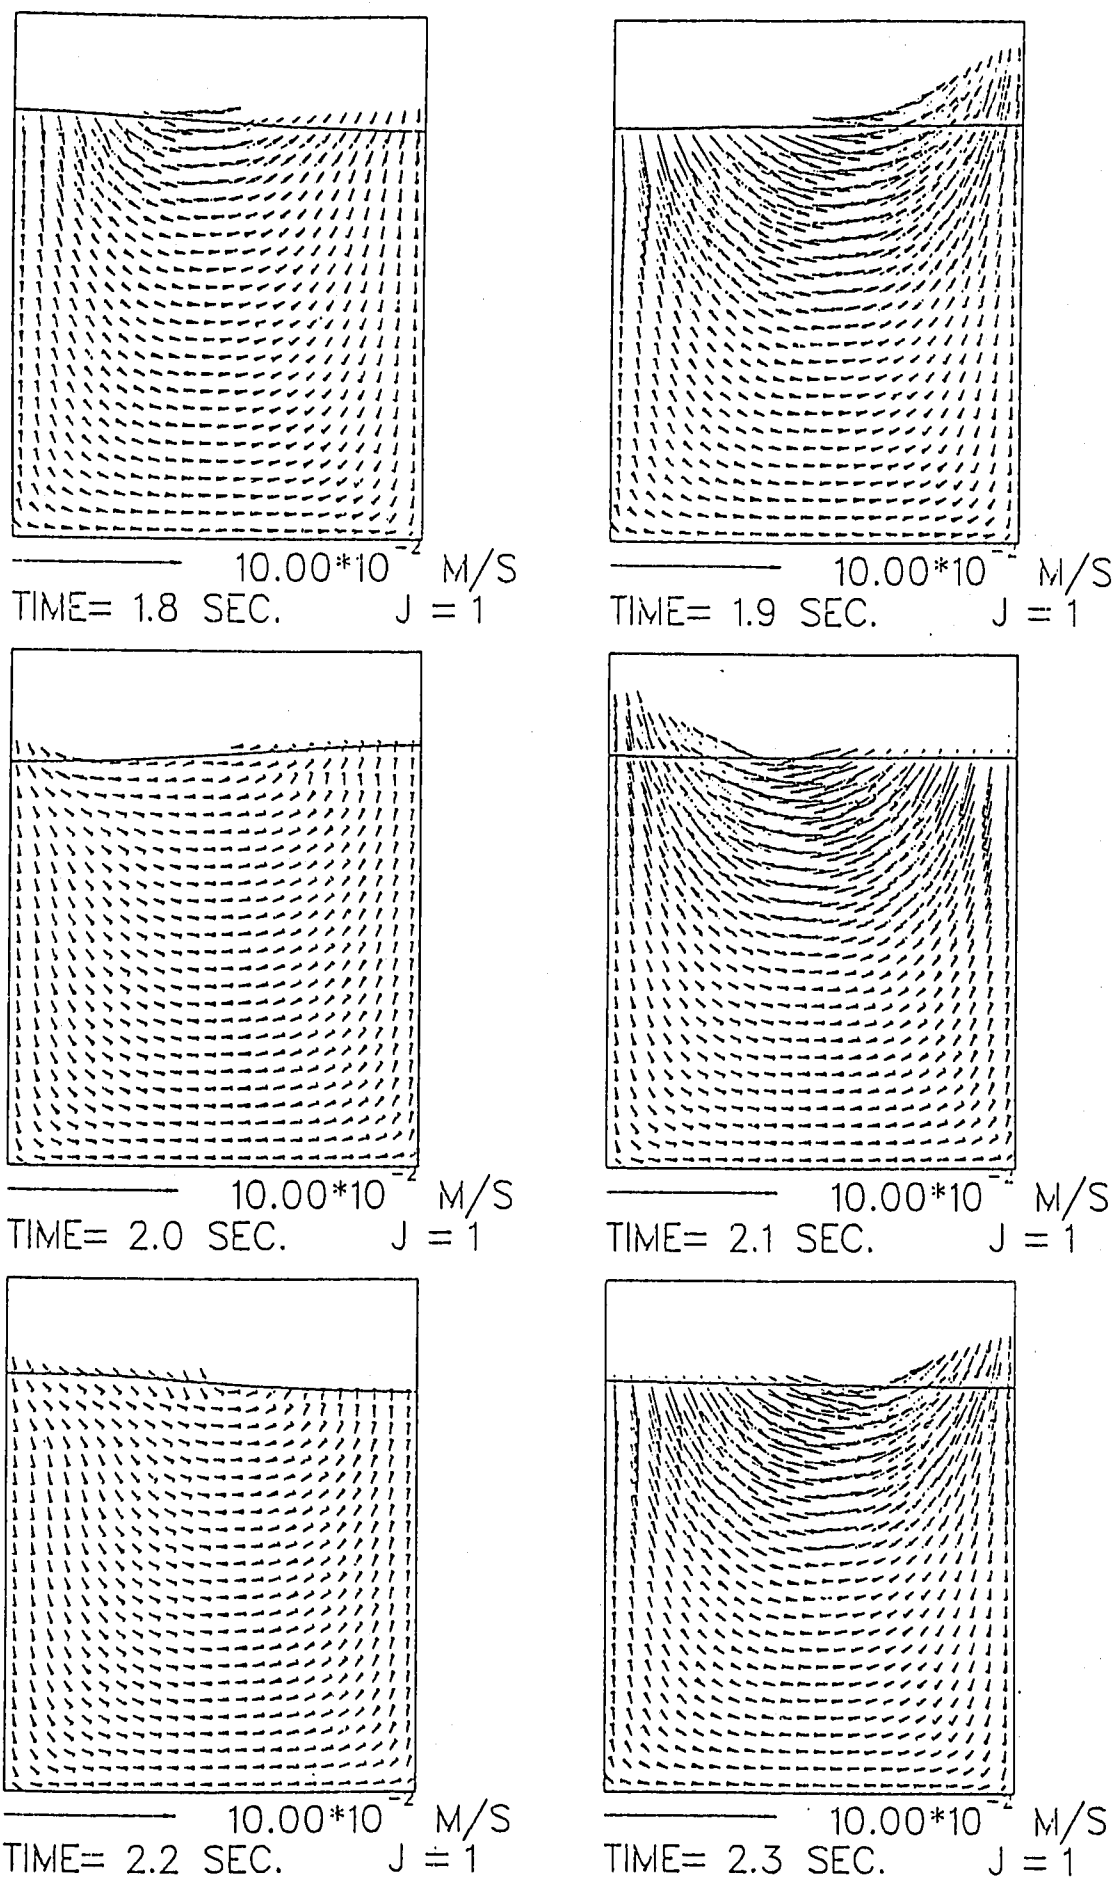 10.00*10⁻² M/S
TIME= 1.8 SEC. J = 1
10.00*10⁻² M/S
TIME= 1.9 SEC. J = 1
10.00*10⁻² M/S
TIME= 2.0 SEC. J = 1
10.00*10⁻² M/S
TIME= 2.1 SEC. J = 1
10.00*10⁻² M/S
TIME= 2.2 SEC. J = 1
10.00*10⁻² M/S
TIME= 2.3 SEC. J = 1